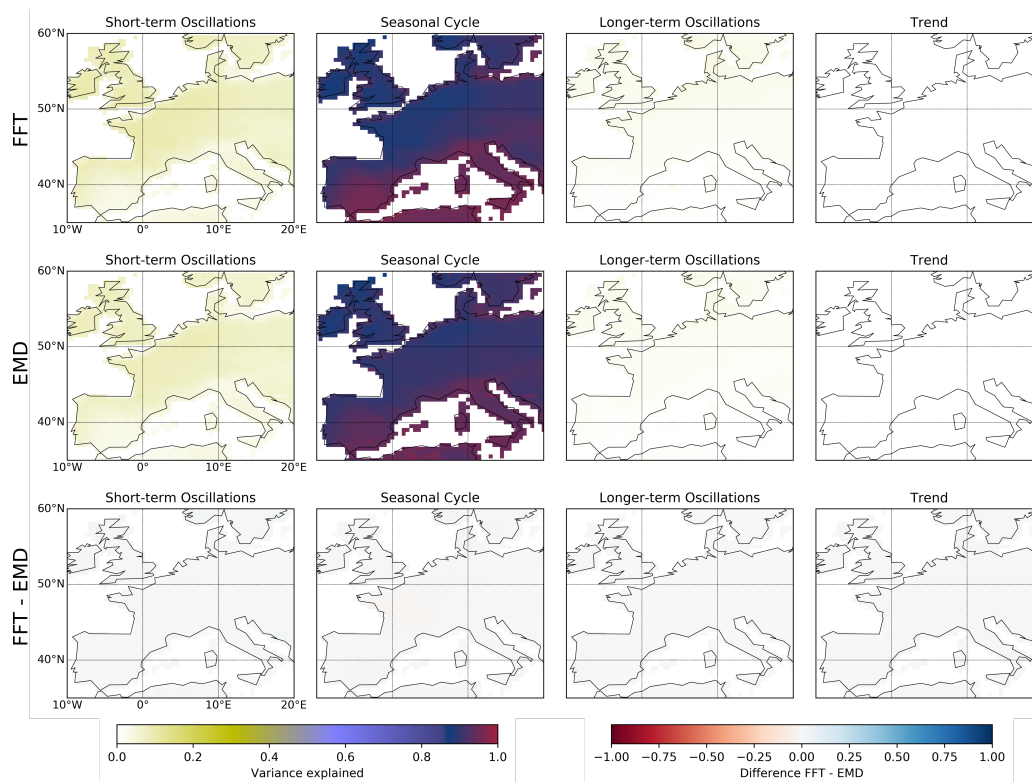 Short-term Oscillations Seasonal Cycle Longer-term Oscillations Trend
60°N
50°N
40°N
FFT
10°W 0° 10°E 20°E
Short-term Oscillations Seasonal Cycle Longer-term Oscillations Trend
60°N
50°N
40°N
EMD
10°W 0° 10°E 20°E
Short-term Oscillations Seasonal Cycle Longer-term Oscillations Trend
60°N
50°N
40°N
FFT - EMD
10°W 0° 10°E 20°E
0.0 0.2 0.4 0.6 0.8 1.0
Variance explained
−1.00 −0.75 −0.50 −0.25 0.00 0.25 0.50 0.75 1.00
Difference FFT - EMD